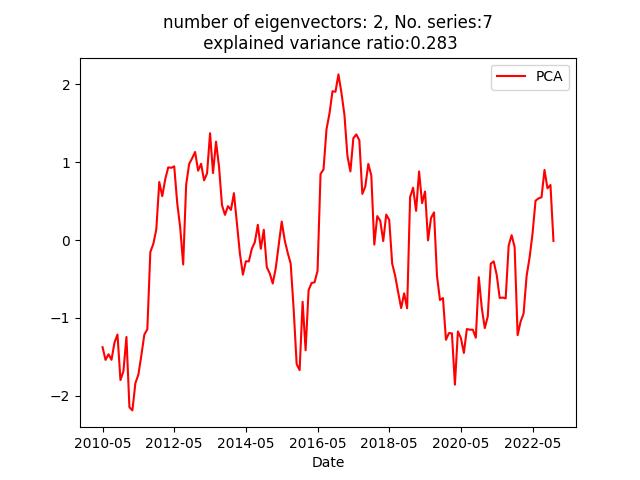 number of eigenvectors: 2, No. series:7
explained variance ratio:0.283
PCA
2
1
0
−1
−2
2010-05 2012-05 2014-05 2016-05 2018-05 2020-05 2022-05
Date